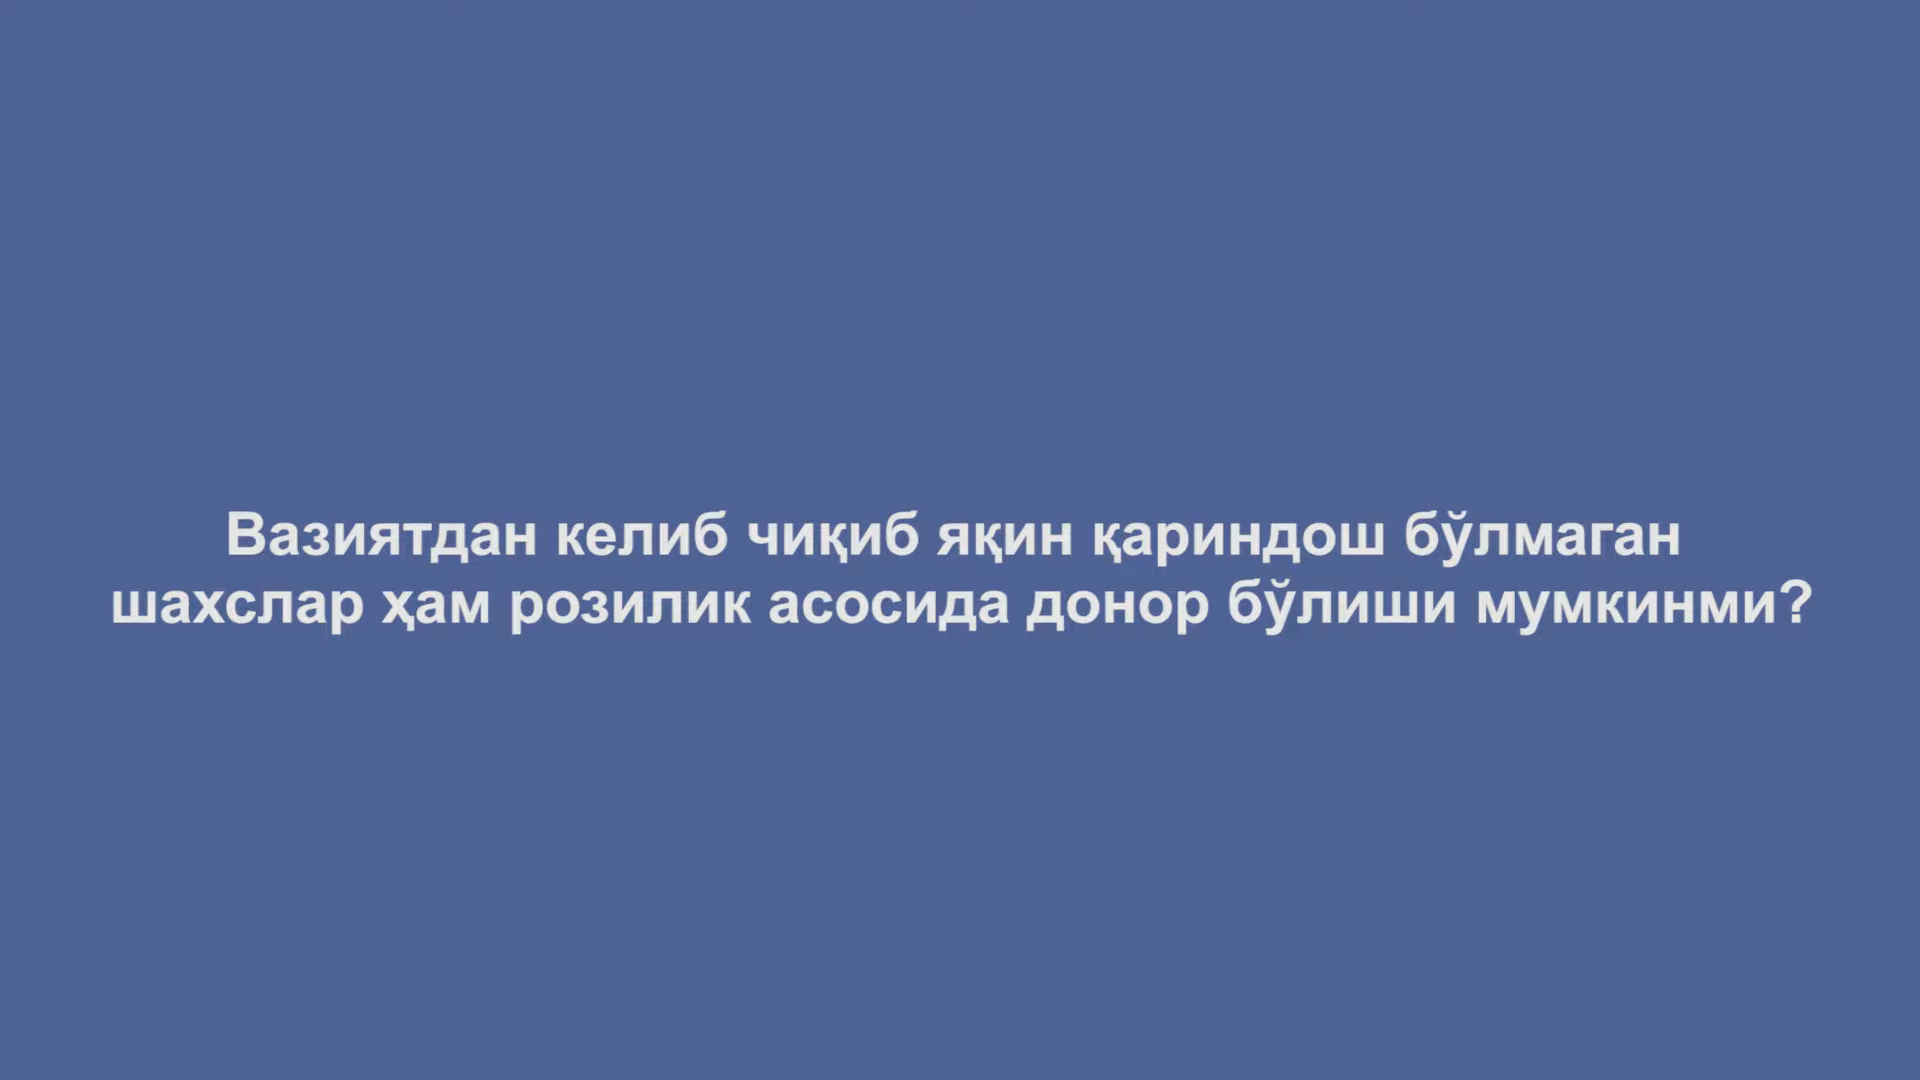 Вазиятдан келиб чиқиб яқин қариндош бўлмаган
шахслар ҳам розилик асосида донор бўлиши мумкинми?